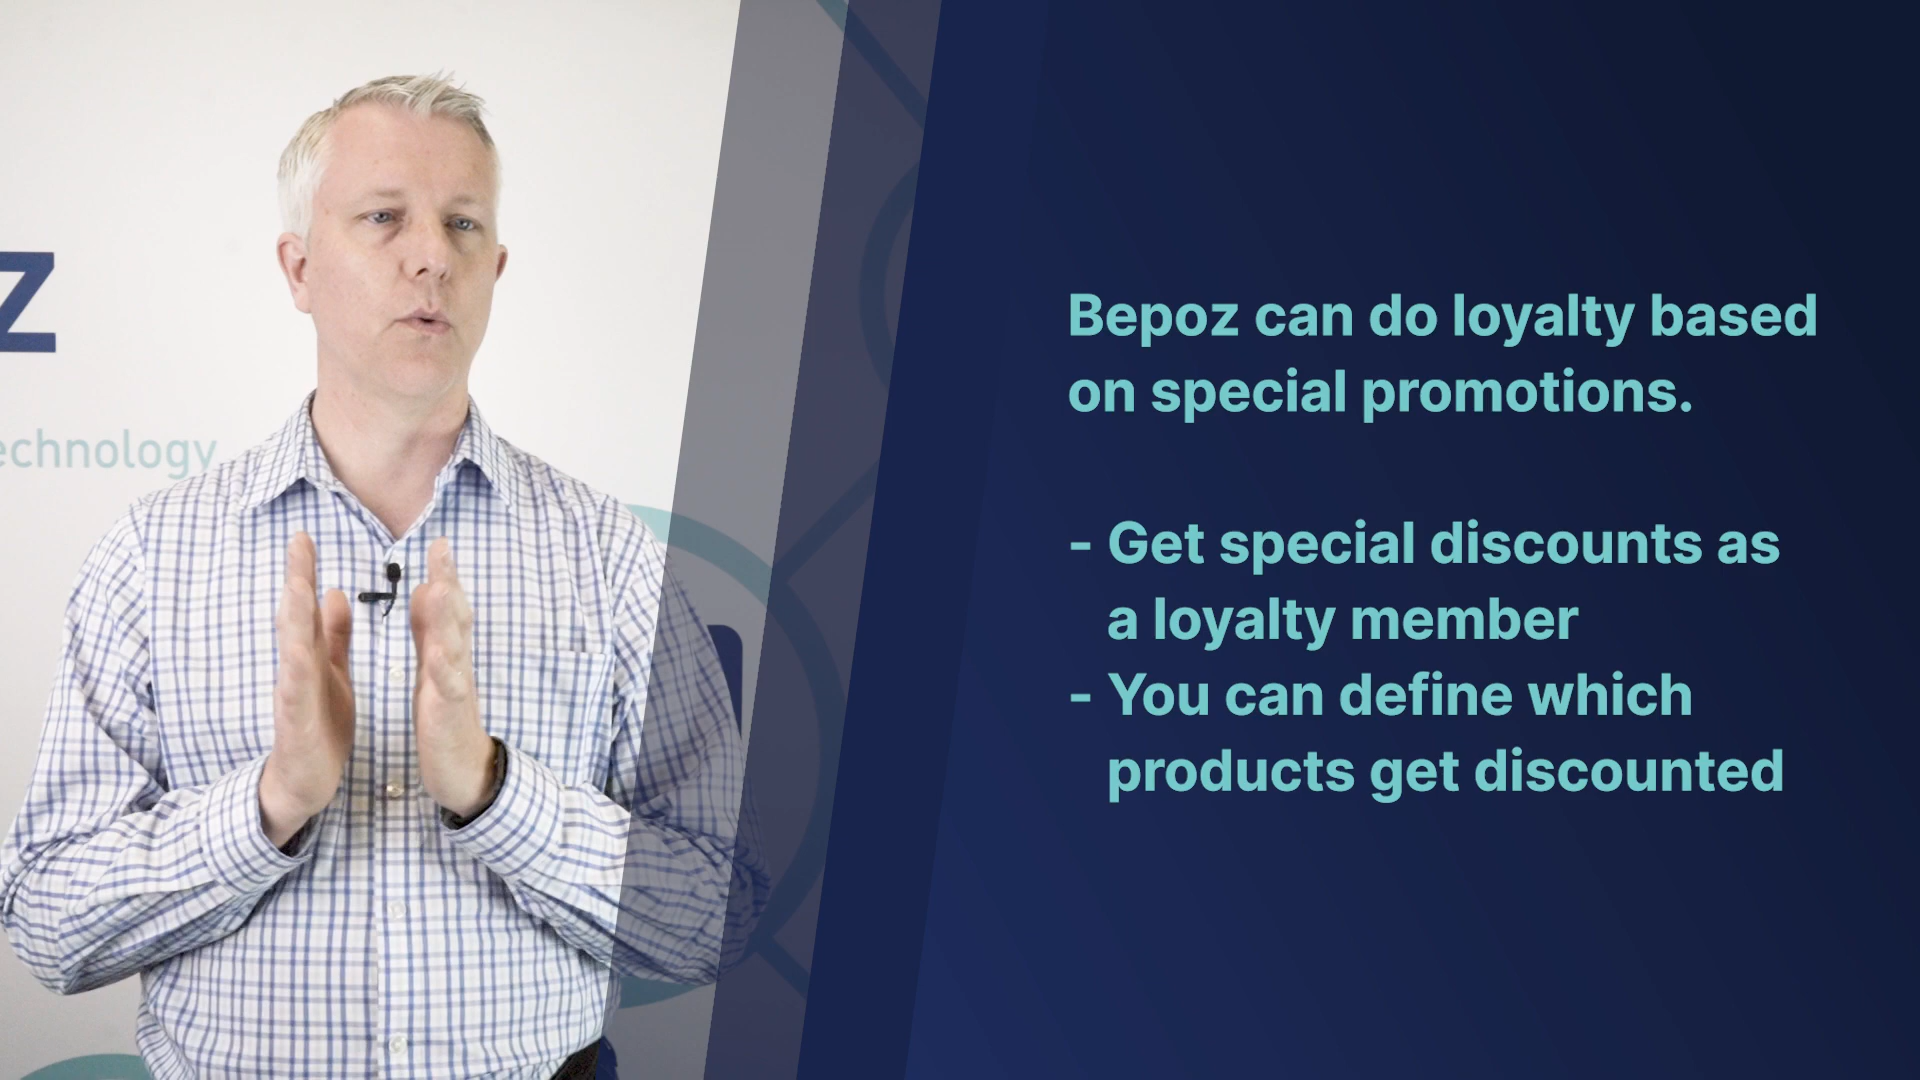 z
echnology
Bepoz can do loyalty based
on special promotions.
- Get special discounts as
a loyalty member
- You can define which
products get discounted